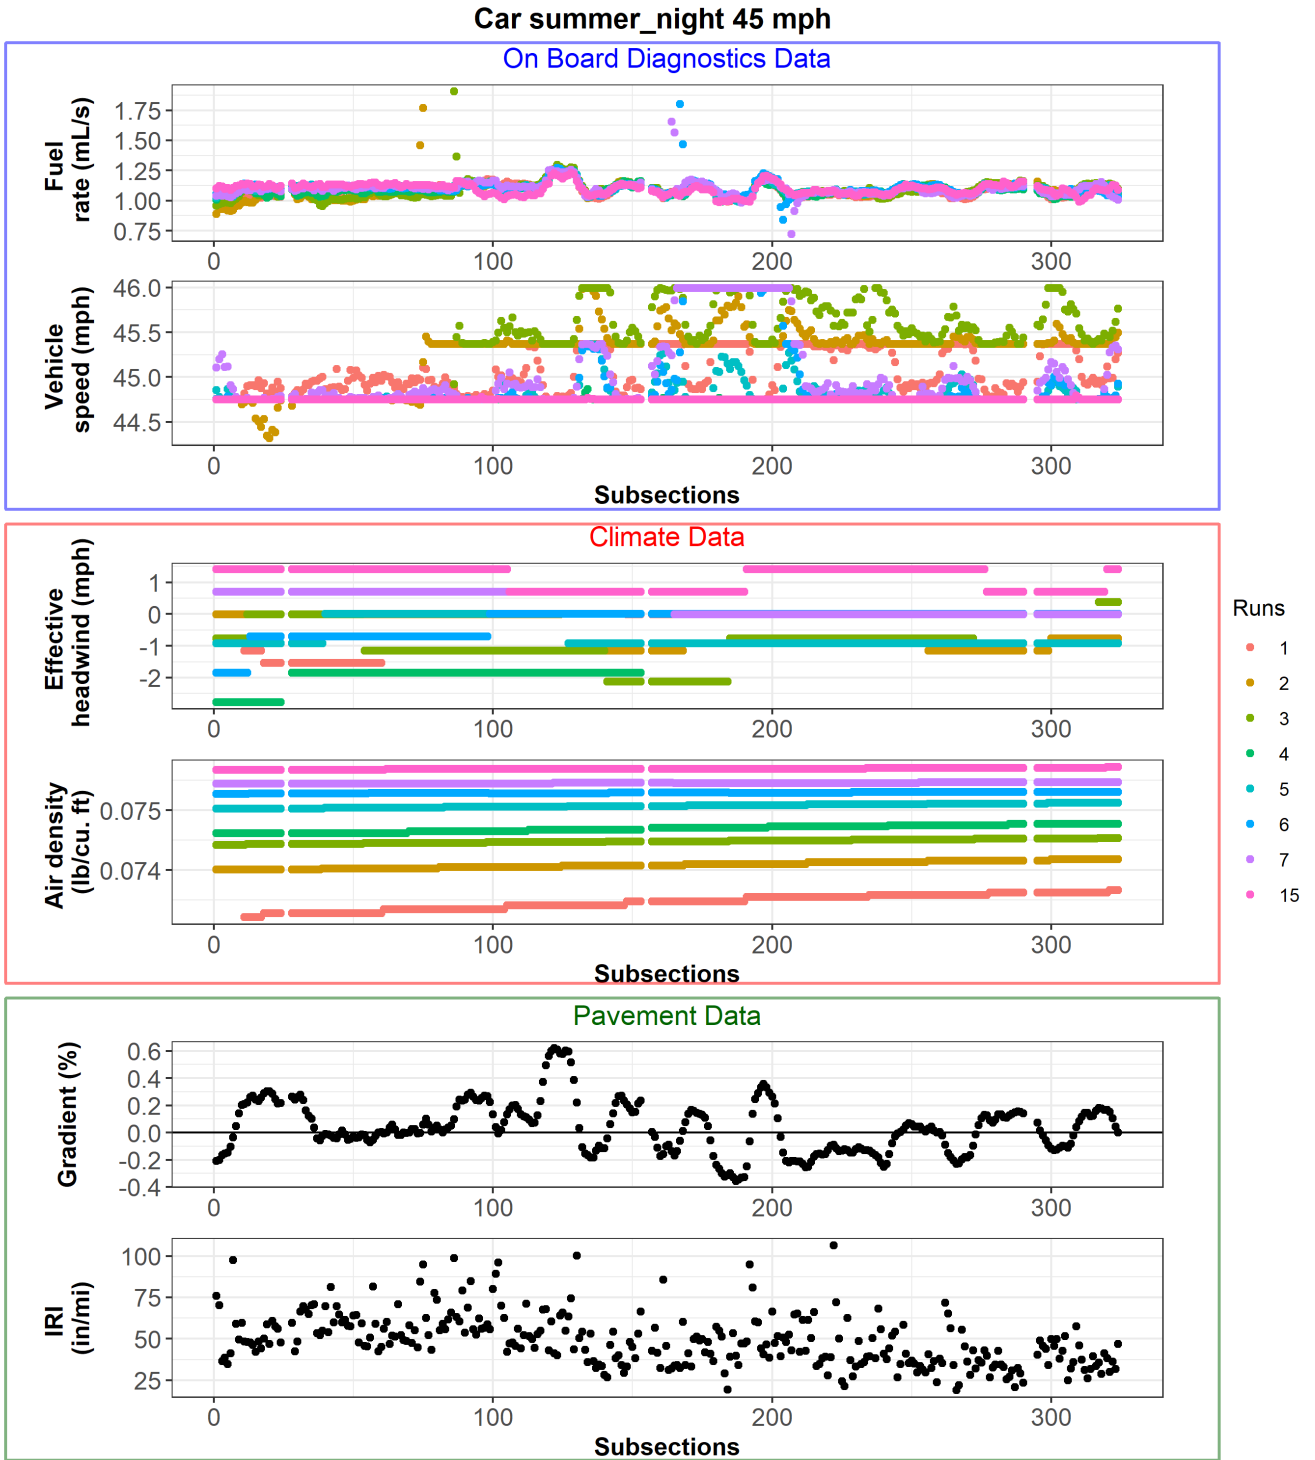 Car summer_night 45 mph
On Board Diagnostics Data
Fuel
rate (mL/s)
1.75
1.50
1.25
1.00
0.75
0 100 200 300
Vehicle
speed (mph)
46.0
45.5
45.0
44.5
0 100 200 300
Subsections
Climate Data
Effective
headwind (mph)
1
0
-1
-2
0 100 200 300
Air density
(lb/cu. ft)
0.075
0.074
0 100 200 300
Subsections
Runs
1
2
3
4
5
6
7
15
Pavement Data
Gradient (%)
0.6
0.4
0.2
0.0
-0.2
-0.4
0 100 200 300
IRI
(in/mi)
100
75
50
25
0 100 200 300
Subsections